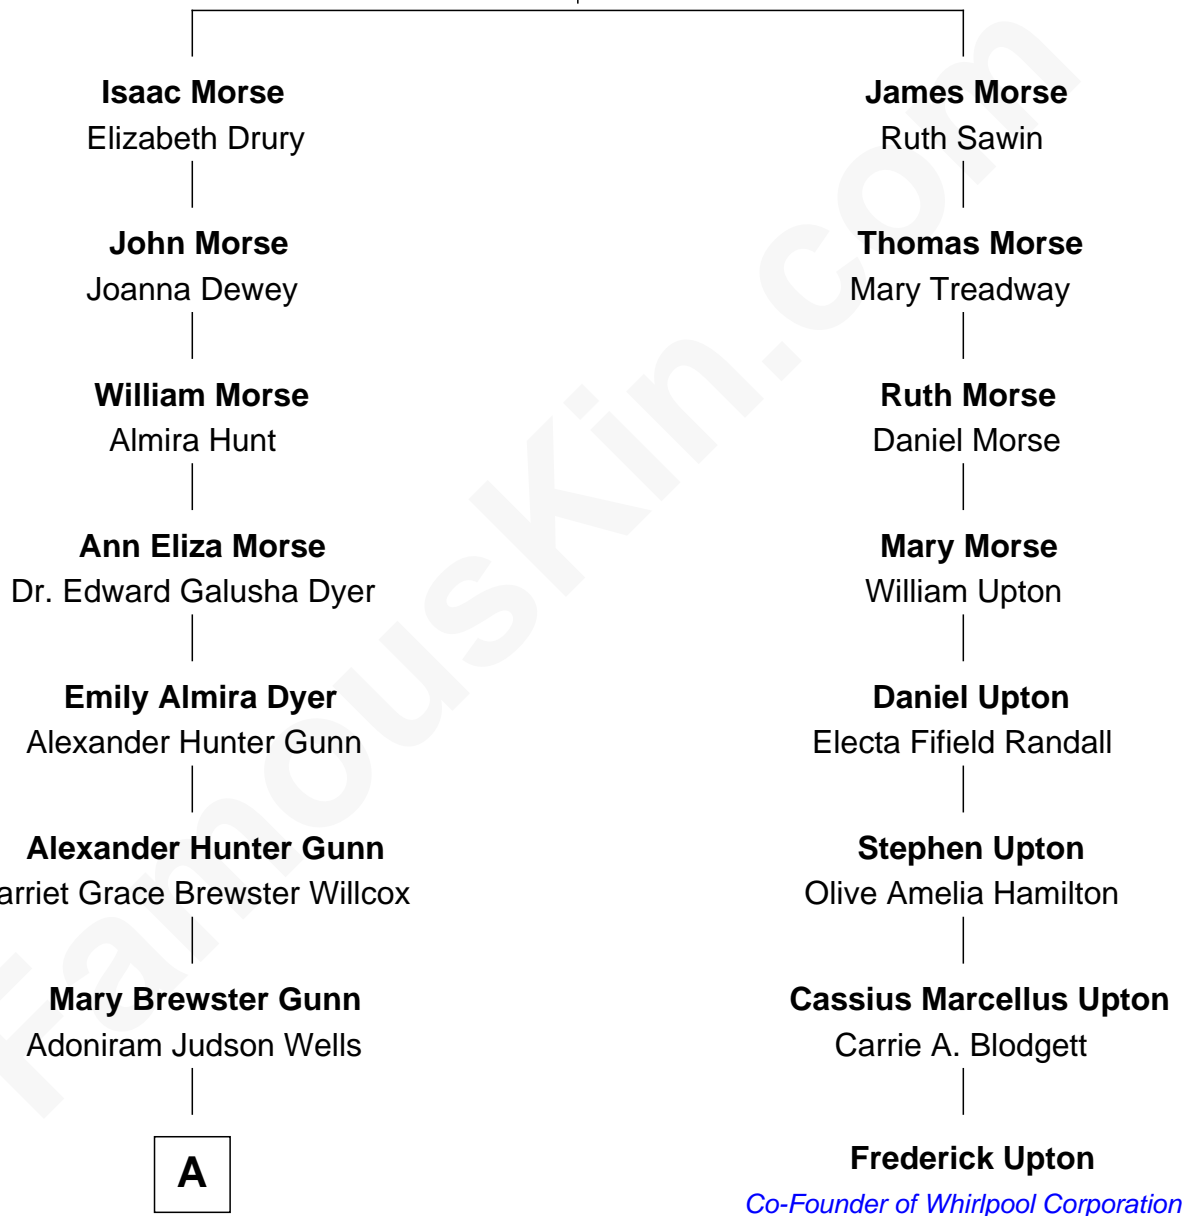 Isaac Morse
Elizabeth Drury
John Morse
Joanna Dewey
William Morse
Almira Hunt
Ann Eliza Morse
Dr. Edward Galusha Dyer
Emily Almira Dyer
Alexander Hunter Gunn
Alexander Hunter Gunn
arriet Grace Brewster Willcox
Mary Brewster Gunn
Adoniram Judson Wells
A
James Morse
Ruth Sawin
Thomas Morse
Mary Treadway
Ruth Morse
Daniel Morse
Mary Morse
William Upton
Daniel Upton
Electa Fifield Randall
Stephen Upton
Olive Amelia Hamilton
Cassius Marcellus Upton
Carrie A. Blodgett
Frederick Upton
Co-Founder of Whirlpool Corporation
FamousKin.com